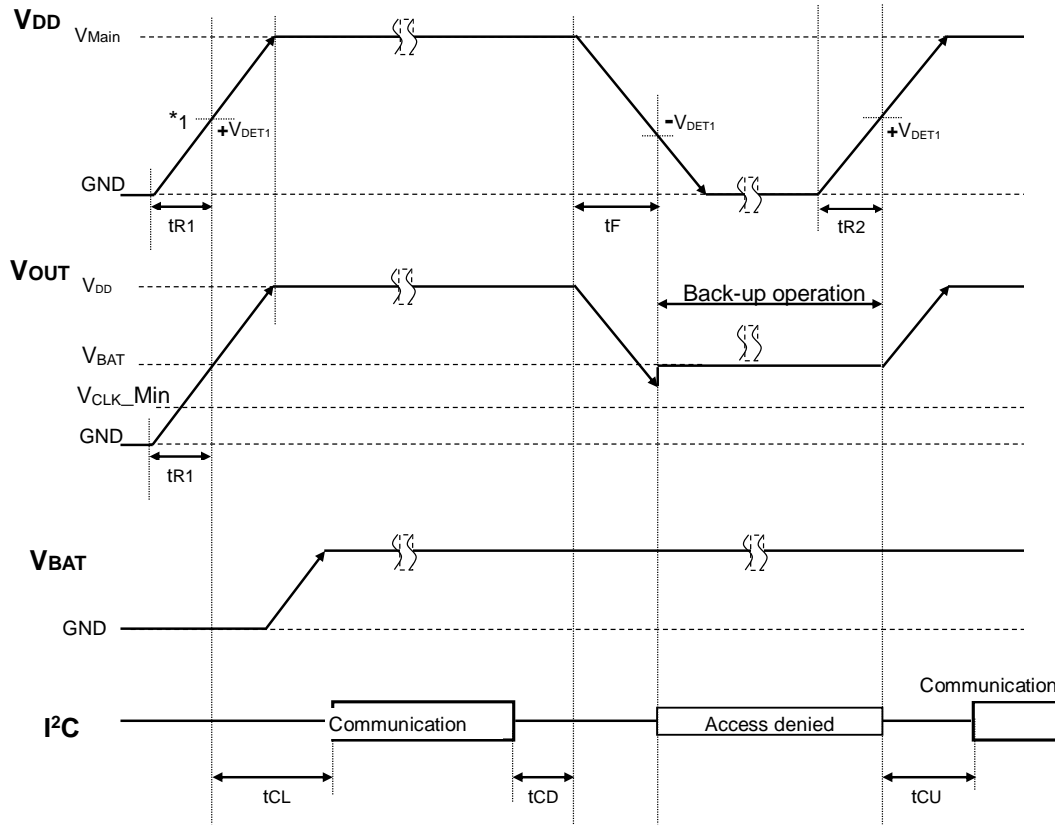 VDD
VMain
*1
+VDET1
-VDET1
+VDET1
GND
tR1
tF
tR2
VOUT
VDD
Back-up operation
VBAT
VCLK_Min
GND
tR1
VBAT
GND
Communication
I²C
Communication
Access denied
tCL
tCD
tCU